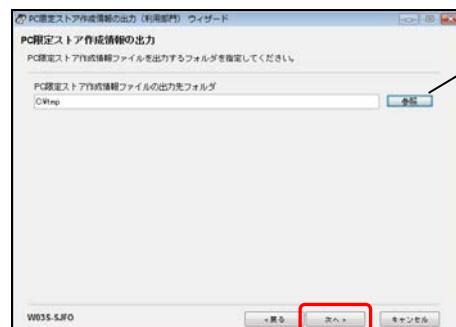 PC限定ストア作成情報の出力（利用部門） ウィザード
PC限定ストア作成情報の出力
PC限定ストア作成情報ファイルを出力するフォルダを指定してください。
PC限定ストア作成情報ファイルの出力先フォルダ
C:¥tmp
参照
W035-SJFO
<戻る
次へ>
キャンセル